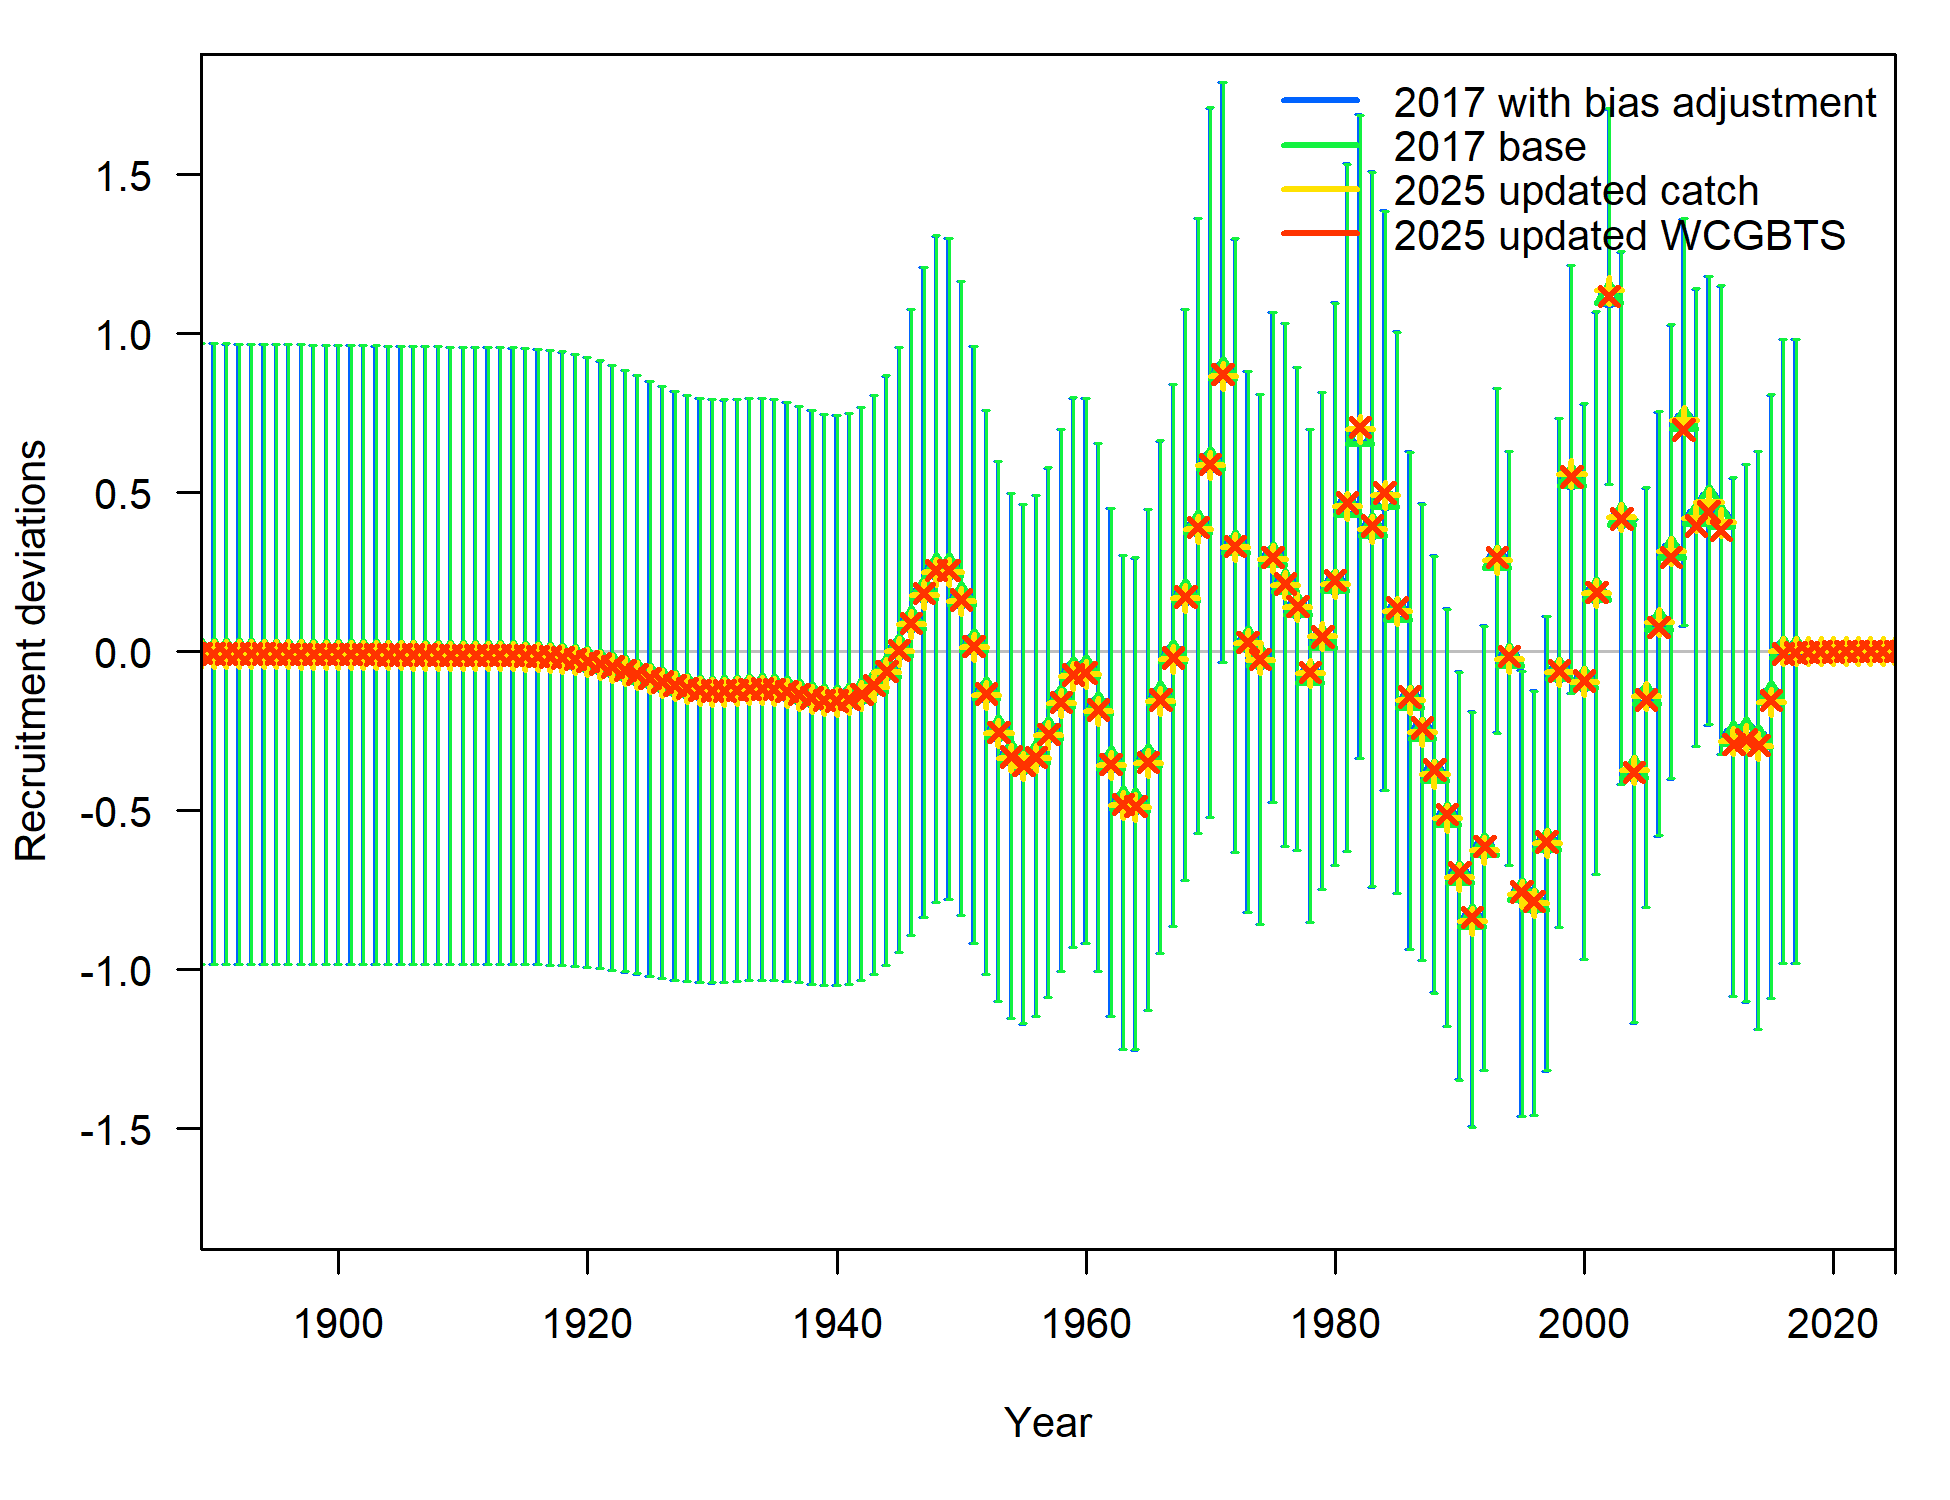 2017 with bias adjustment
2017 base
2025 updated catch
2025 updated WCGBTS
1.5
1.0
0.5
0.0
-0.5
-1.0
-1.5
Recruitment deviations
1900 1920 1940 1960 1980 2000 2020
Year